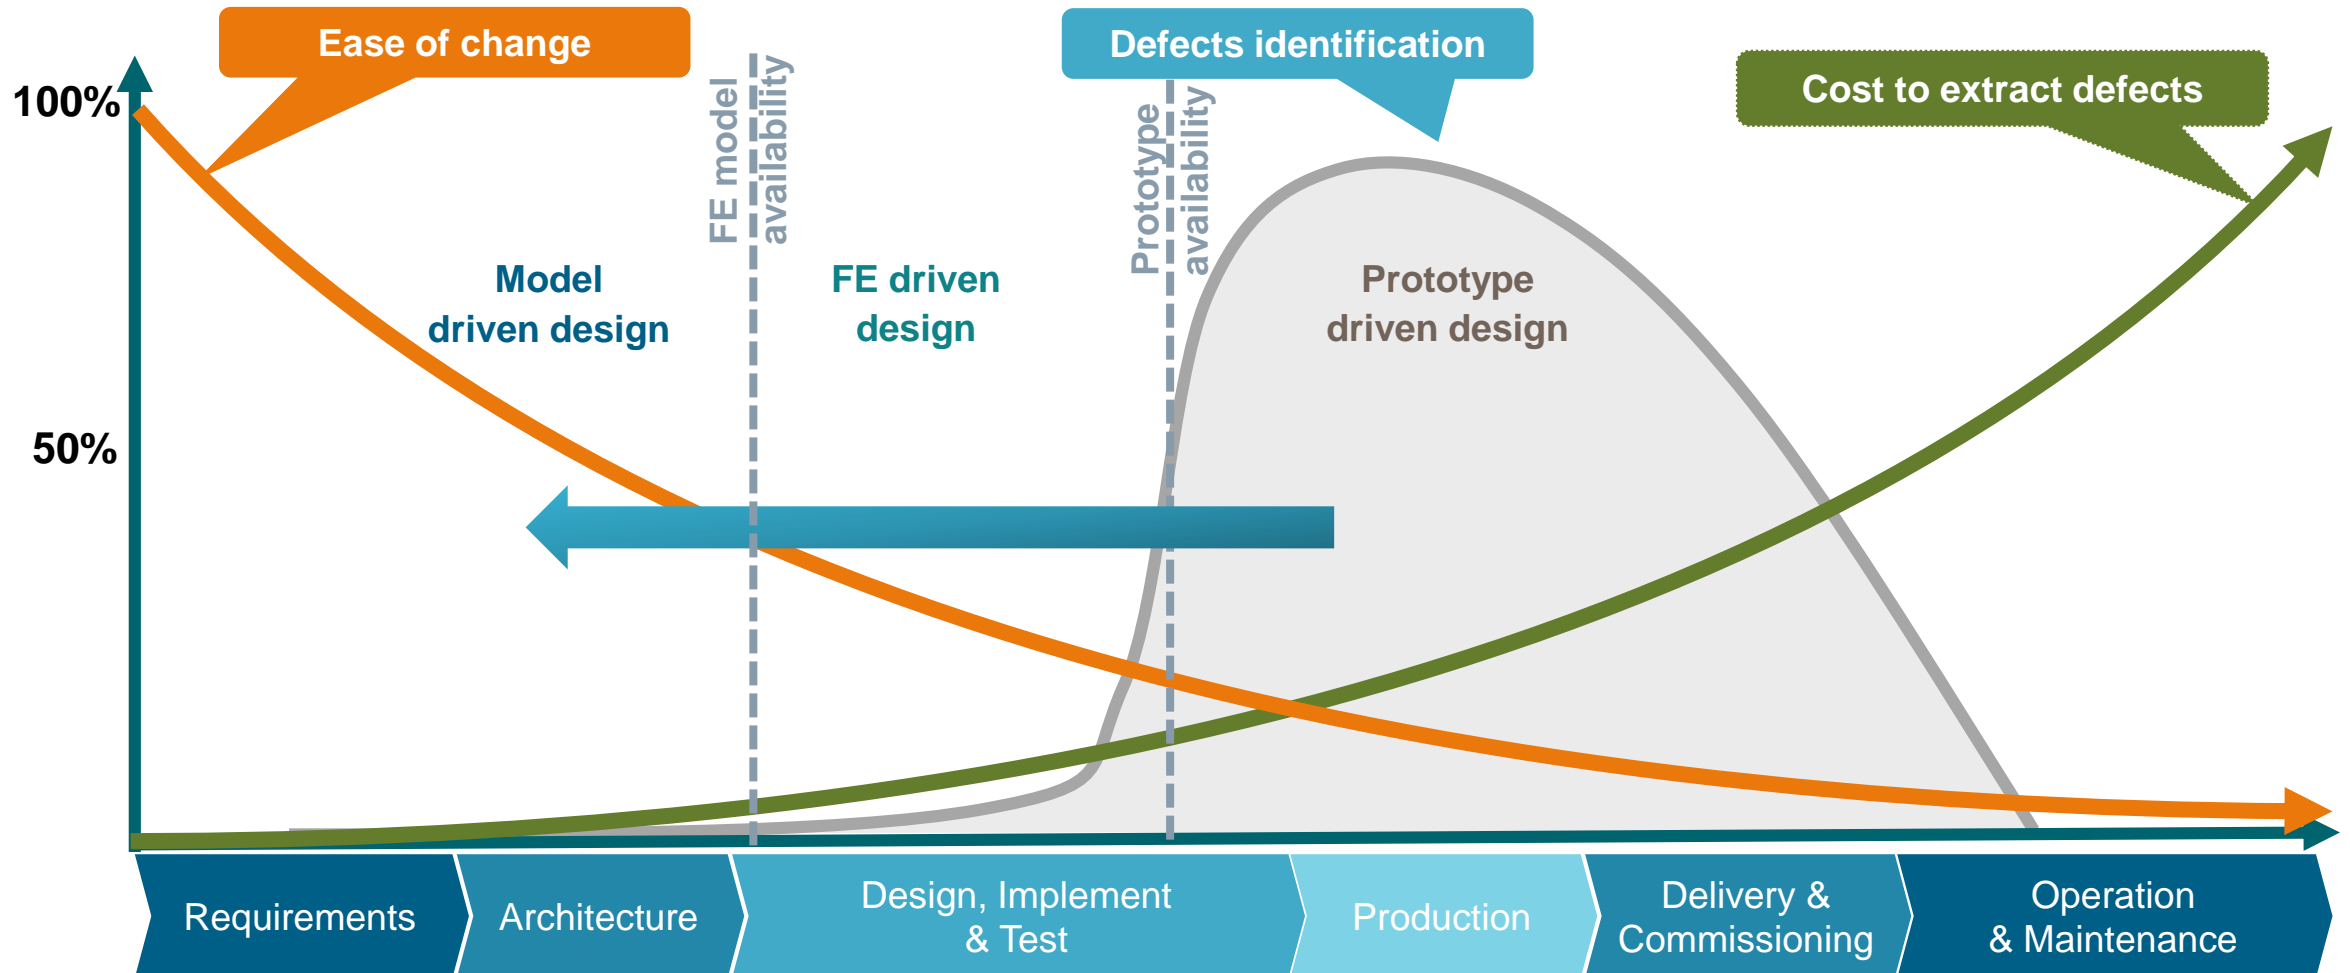 Ease of change
Defects identification
Cost to extract defects
100%
50%
FE model
availability
Prototype
availability
Model
driven design
FE driven
design
Prototype
driven design
Requirements
Architecture
Design, Implement
& Test
Production
Delivery &
Commissioning
Operation
& Maintenance